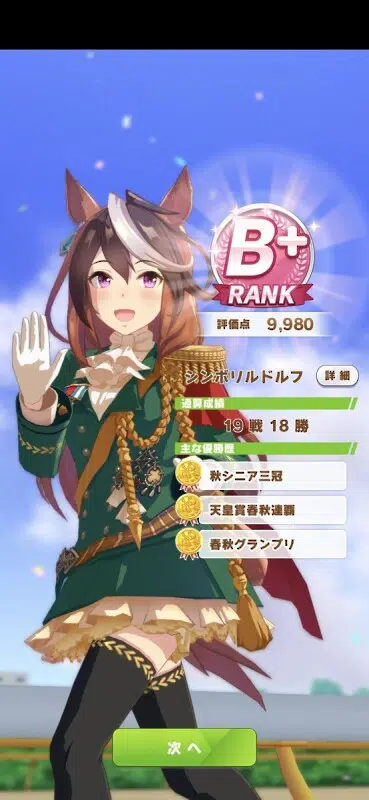 B+
RANK
評価点 9,980
シンボリルドルフ 詳細
通算成績
19 戦 18 勝
主な優勝歴
秋シニア三冠
天皇賞春秋連覇
春秋グランプリ
次へ